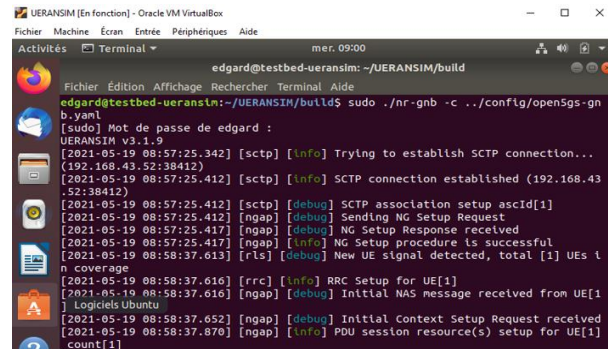 UERANSIM [En fonction] - Oracle VM VirtualBox
Fichier Machine Écran Entrée Périphériques Aide
Activités Terminal mer. 09:00
edgard@testbed-ueransim: ~/UERANSIM/build
Fichier Édition Affichage Rechercher Terminal Aide
edgard@testbed-ueransim:~/UERANSIM/build$ sudo ./nr-gnb -c ../config/open5gs-gn
b.yaml
[sudo] Mot de passe de edgard :
UERANSIM v3.1.9
[2021-05-19 08:57:25.342] [sctp] [info] Trying to establish SCTP connection...
(192.168.43.52:38412)
[2021-05-19 08:57:25.412] [sctp] [info] SCTP connection established (192.168.43
.52:38412)
[2021-05-19 08:57:25.412] [sctp] [debug] SCTP association setup ascId[1]
[2021-05-19 08:57:25.412] [ngap] [debug] Sending NG Setup Request
[2021-05-19 08:57:25.417] [ngap] [debug] NG Setup Response received
[2021-05-19 08:57:25.417] [ngap] [info] NG Setup procedure is successful
[2021-05-19 08:58:37.613] [rls] [debug] New UE signal detected, total [1] UEs i
n coverage
[2021-05-19 08:58:37.616] [rrc] [info] RRC Setup for UE[1]
[2021-05-19 08:58:37.616] [ngap] [debug] Initial NAS message received from UE[1
]
Logiciels Ubuntu
[2021-05-19 08:58:37.652] [ngap] [debug] Initial Context Setup Request received
[2021-05-19 08:58:37.870] [ngap] [info] PDU session resource(s) setup for UE[1]
count[1]